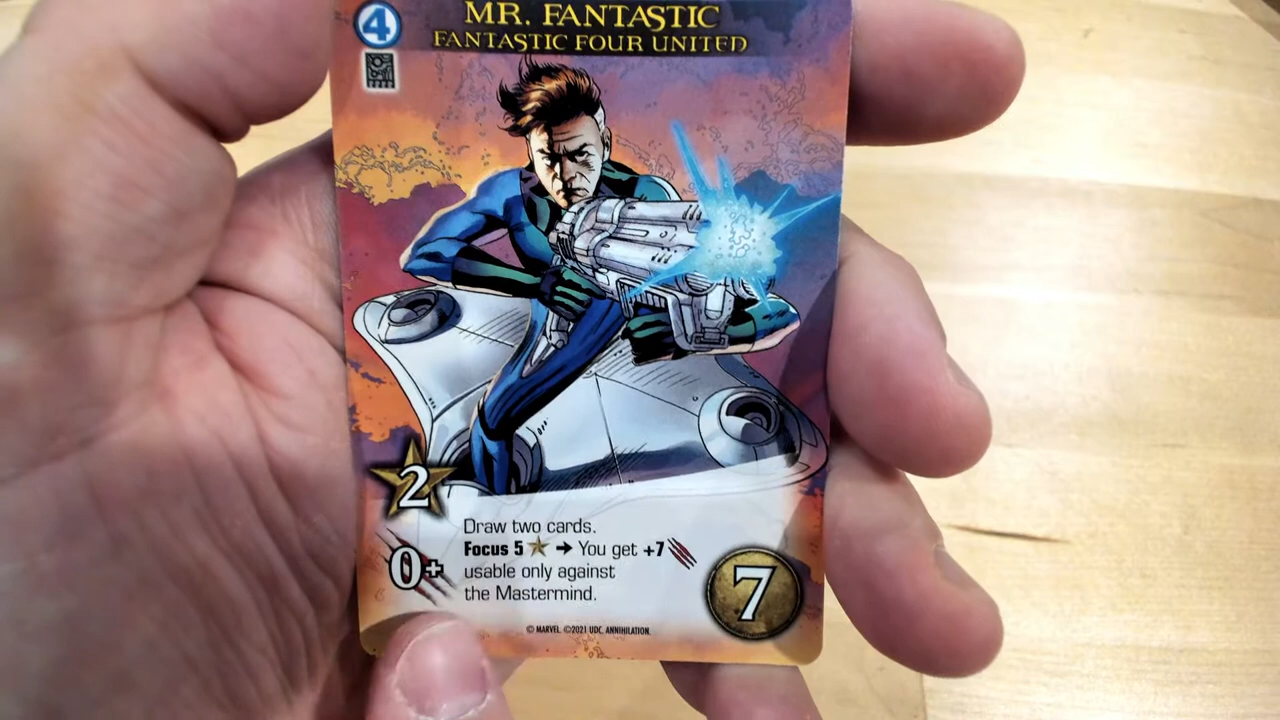 4
MR. FANTASTIC
FANTASTIC FOUR UNITED
2
Draw two cards.
Focus 5 → You get +7
usable only against
the Mastermind.
0+
7
© MARVEL ©2021 UDC. ANNIHILATION.